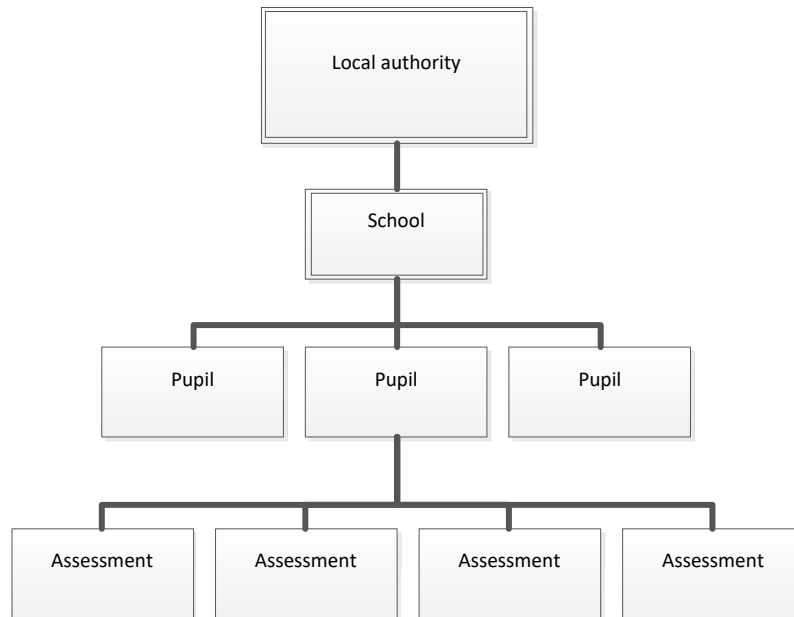 Local authority
School
Pupil
Pupil
Pupil
Assessment
Assessment
Assessment
Assessment